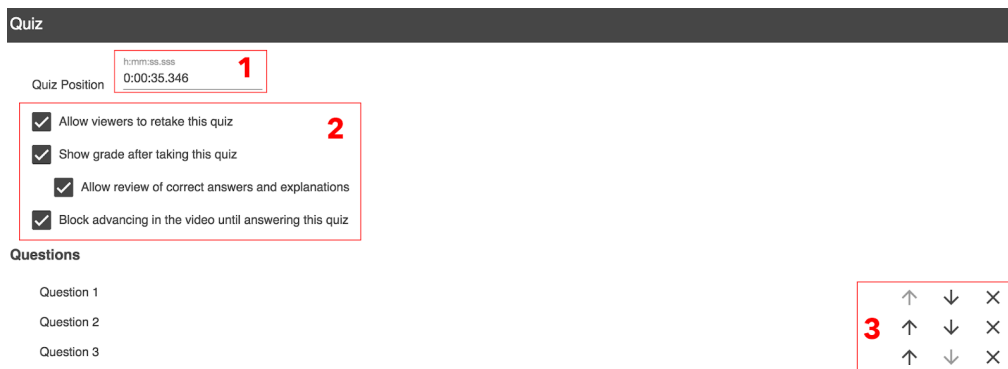 Quiz
h:mm:ss.sss
1
Quiz Position 0:00:35.346
2
Allow viewers to retake this quiz
Show grade after taking this quiz
Allow review of correct answers and explanations
Block advancing in the video until answering this quiz
Questions
Question 1
Question 2
3
Question 3